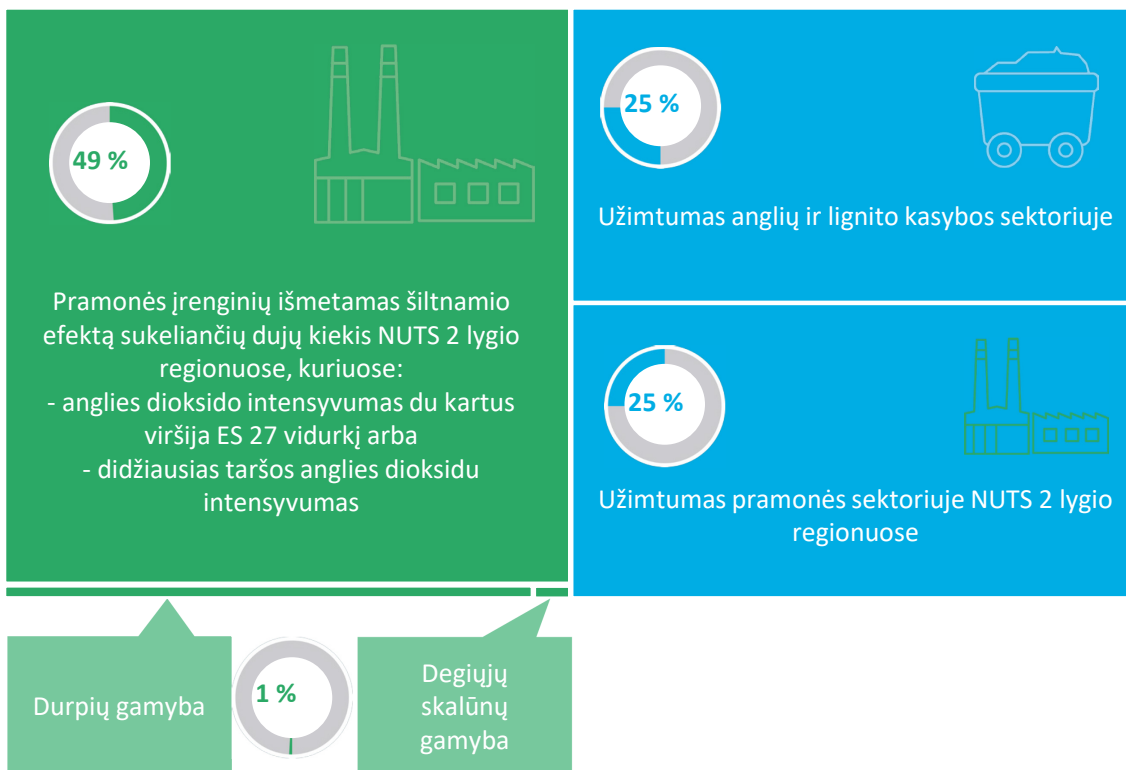 49 %
Pramonės įrenginių išmetamas šiltnamio
efektą sukeliančių dujų kiekis NUTS 2 lygio
regionuose, kuriuose:
- anglies dioksido intensyvumas du kartus
viršija ES 27 vidurkį arba
- didžiausias taršos anglies dioksidu
intensyvumas
25 %
Užimtumas anglių ir lignito kasybos sektoriuje
25 %
Užimtumas pramonės sektoriuje NUTS 2 lygio
regionuose
Durpių gamyba
1 %
Degiųjų
skalūnų
gamyba